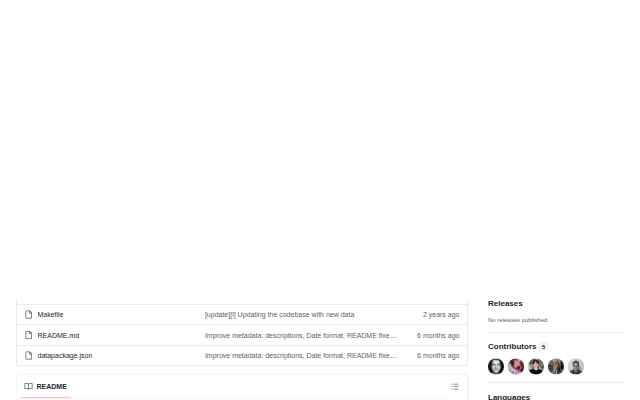 Makefile [update][l] Updating the codebase with new data 2 years ago
README.md Improve metadata: descriptions, Date format, README five… 6 months ago
datapackage.json Improve metadata: descriptions, Date format, README five… 6 months ago
README
Releases
No releases published
Contributors 5
Languages